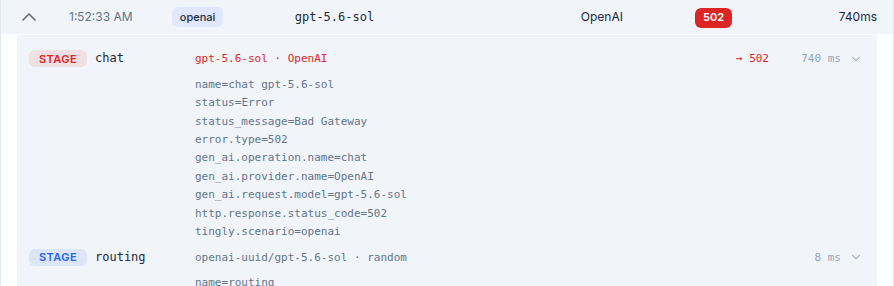 1:52:33 AM openai gpt-5.6-sol OpenAI 502 740ms
STAGE chat gpt-5.6-sol · OpenAI → 502 740 ms
name=chat gpt-5.6-sol
status=Error
status_message=Bad Gateway
error.type=502
gen_ai.operation.name=chat
gen_ai.provider.name=OpenAI
gen_ai.request.model=gpt-5.6-sol
http.response.status_code=502
tingly.scenario=openai
STAGE routing openai-uuid/gpt-5.6-sol · random 8 ms
name=routing